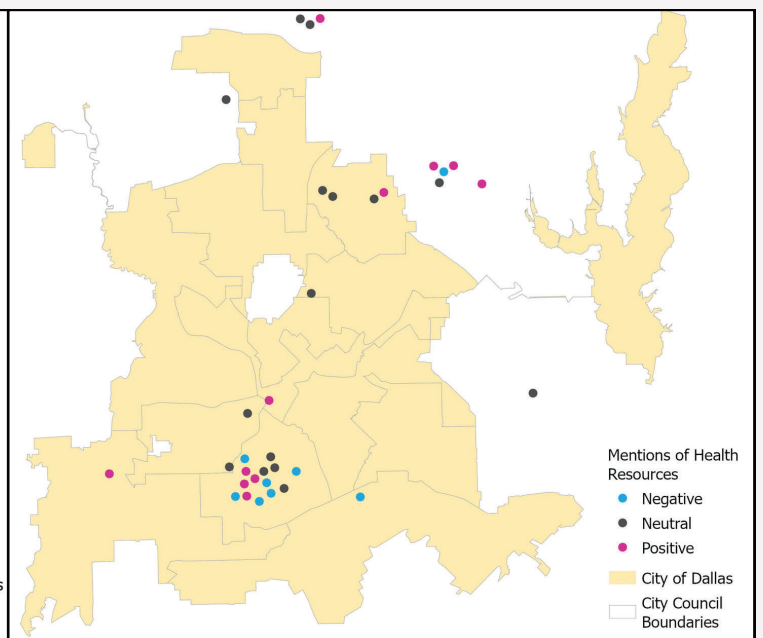 Mentions of Health
Resources
Negative
Neutral
Positive
City of Dallas
City Council
Boundaries
s